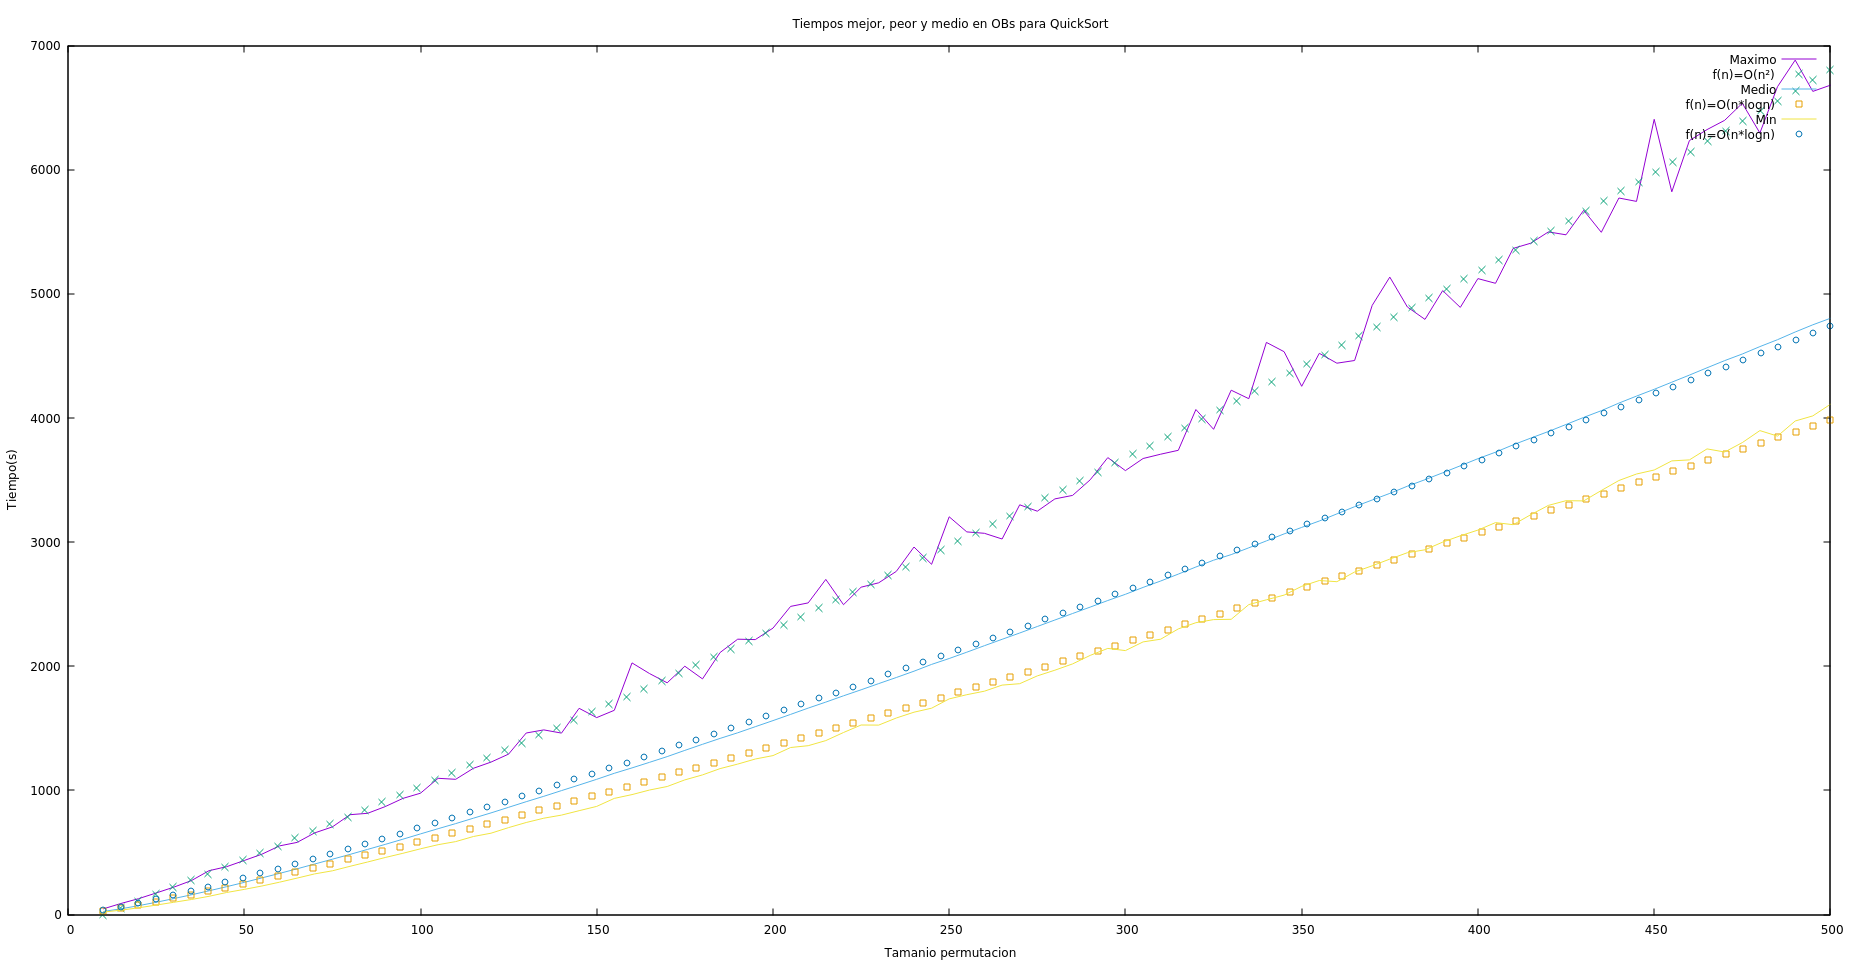 Tiempos mejor, peor y medio en OBs para QuickSort
7000
6000
5000
4000
3000
2000
1000
0
Tiempo(s)
Maximo
f(n)=O(n²)
Medio
f(n)=O(n*logn)
Min
f(n)=O(n*logn)
0 50 100 150 200 250 300 350 400 450 500
Tamanio permutacion